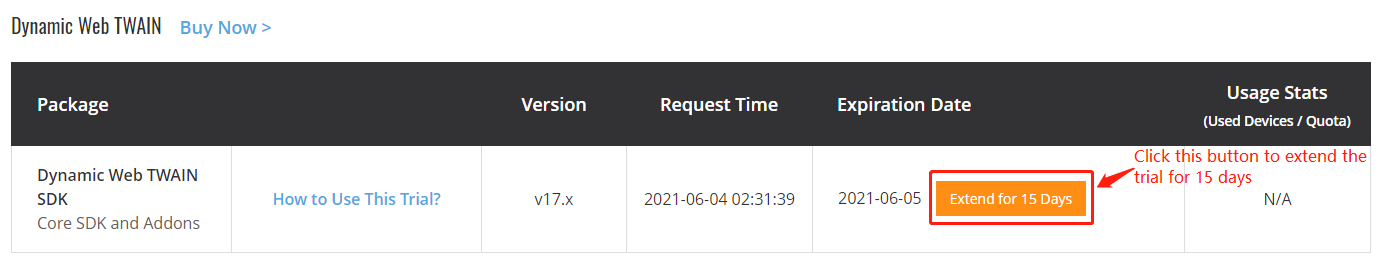 Dynamic Web TWAIN Buy Now >
Package Version Request Time Expiration Date Usage Stats
(Used Devices / Quota)
Click this button to extend the
trial for 15 days
Dynamic Web TWAIN
SDK
Core SDK and Addons
How to Use This Trial?
v17.x
2021-06-04 02:31:39
2021-06-05
Extend for 15 Days
N/A